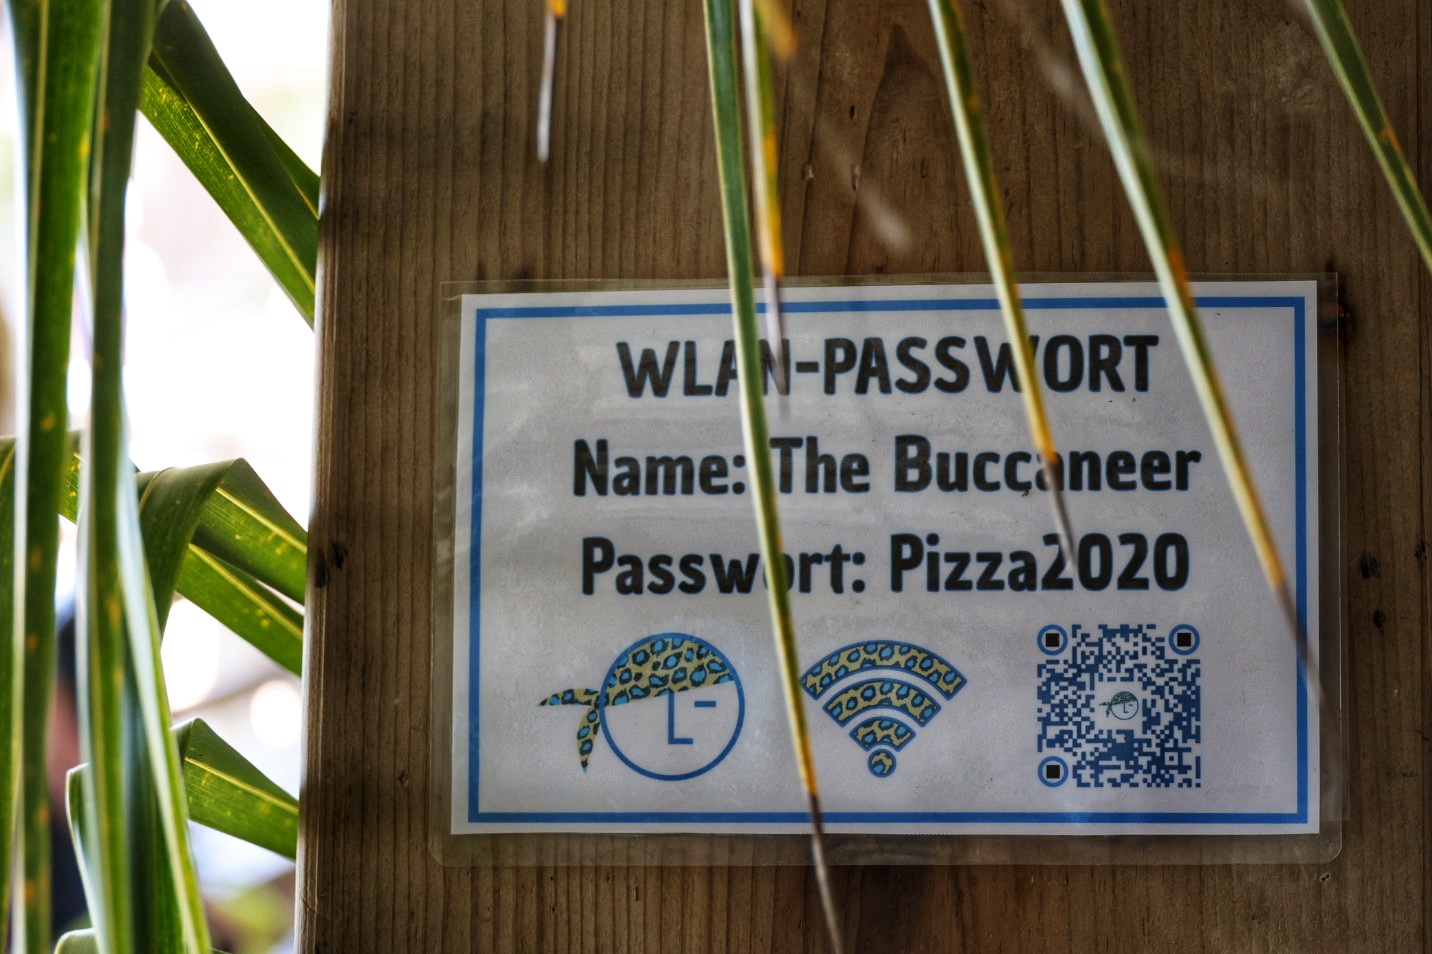 WLAN-PASSWORT
Name: The Buccaneer
Passwort: Pizza2020